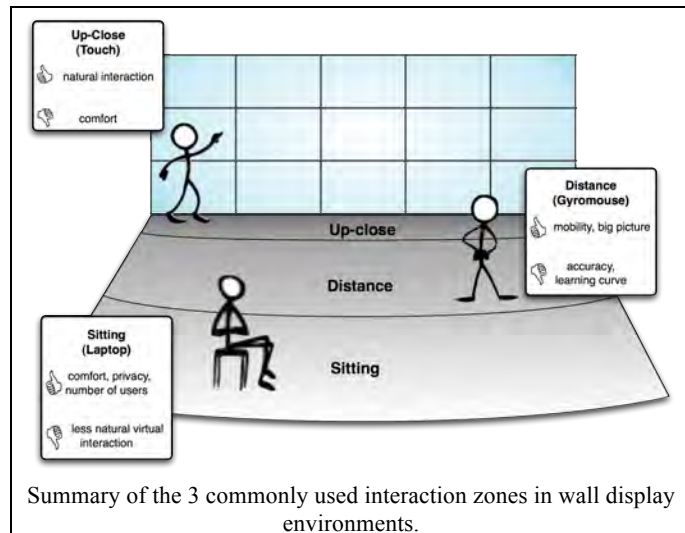 Up-Close
(Touch)
natural interaction
comfort
Distance
(Gyromouse)
mobility, big picture
accuracy,
learning curve
Up-close
Distance
Sitting
Sitting
(Laptop)
comfort, privacy,
number of users
less natural virtual
interaction
Summary of the 3 commonly used interaction zones in wall display
environments.